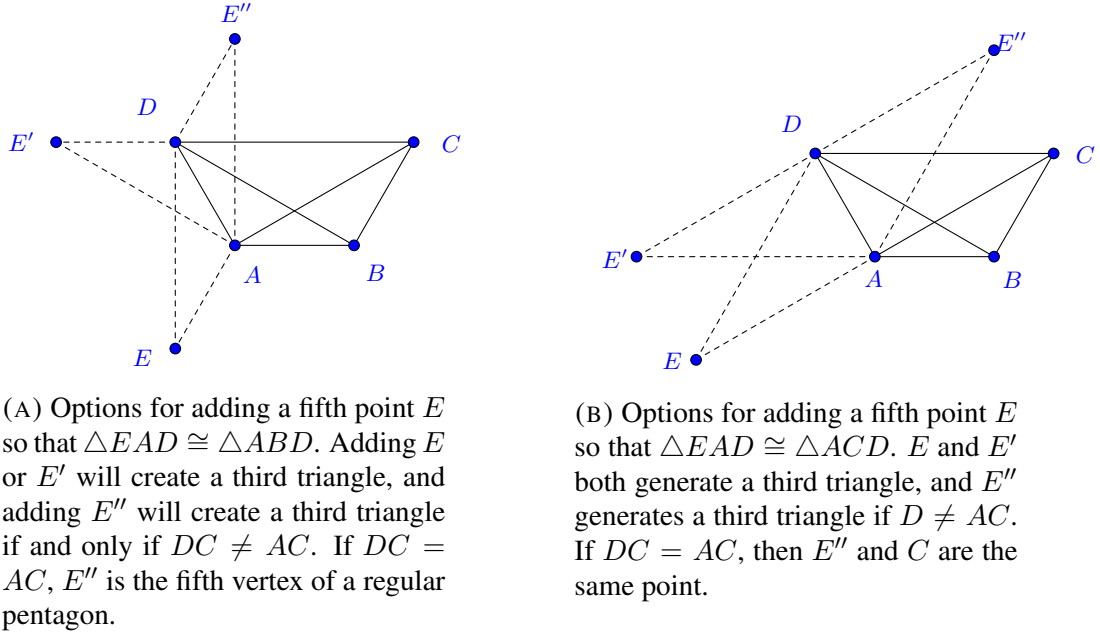 E′′
D
E′
C
A
B
E
(A) Options for adding a fifth point E
so that △EAD ≅ △ABD. Adding E
or E′ will create a third triangle, and
adding E′′ will create a third triangle
if and only if DC ≠ AC. If DC =
AC, E′′ is the fifth vertex of a regular
pentagon.
E′′
D
C
E′
A
B
E
(B) Options for adding a fifth point E
so that △EAD ≅ △ACD. E and E′
both generate a third triangle, and E′′
generates a third triangle if D ≠ AC.
If DC = AC, then E′′ and C are the
same point.